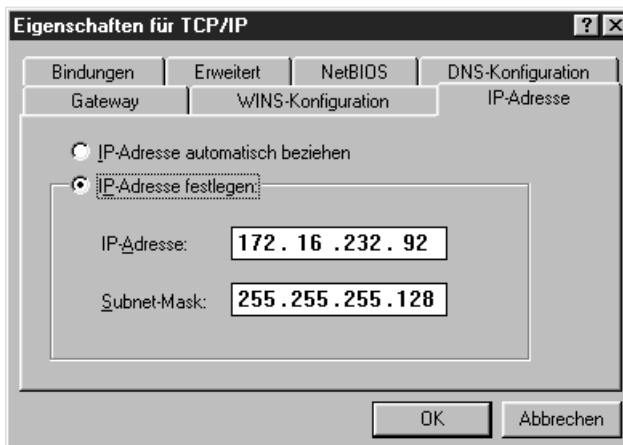 Eigenschaften für TCP/IP
Bindungen Erweitert NetBIOS DNS-Konfiguration
Gateway WINS-Konfiguration IP-Adresse
IP-Adresse automatisch beziehen
IP-Adresse festlegen:
IP-Adresse: 172. 16 .232. 92
Subnet-Mask: 255.255.255.128
OK Abbrechen